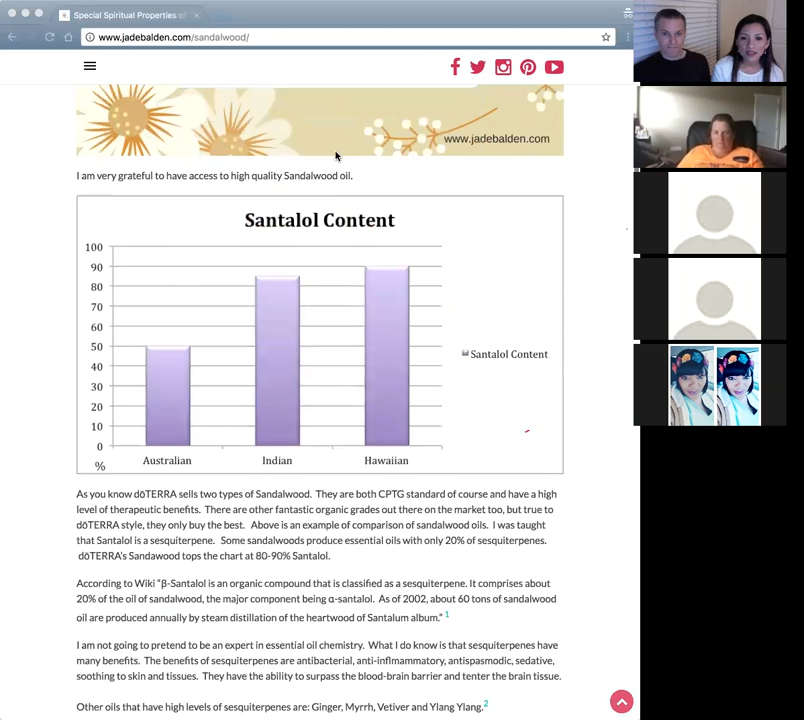 Special Spiritual Properties of
www.jadebalden.com/sandalwood/
www.jadebalden.com
I am very grateful to have access to high quality Sandalwood oil.
Santalol Content
100
90
80
70
60
50
40
30
20
10
0
%
Australian
Indian
Hawaiian
Santalol Content
As you know dōTERRA sells two types of Sandalwood. They are both CPTG standard of course and have a high
level of therapeutic benefits. There are other fantastic organic grades out there on the market too, but true to
dōTERRA style, they only buy the best. Above is an example of comparison of sandalwood oils. I was taught
that Santalol is a sesquiterpene. Some sandalwoods produce essential oils with only 20% of sesquiterpenes.
dōTERRA's Sandawood tops the chart at 80-90% Santalol.
According to Wiki "β-Santalol is an organic compound that is classified as a sesquiterpene. It comprises about
20% of the oil of sandalwood, the major component being α-santalol. As of 2002, about 60 tons of sandalwood
oil are produced annually by steam distillation of the heartwood of Santalum album." 1
I am not going to pretend to be an expert in essential oil chemistry. What I do know is that sesquiterpenes have
many benefits. The benefits of sesquiterpenes are antibacterial, anti-inflmammatory, antispasmodic, sedative,
soothing to skin and tissues. They have the ability to surpass the blood-brain barrier and tenter the brain tissue.
Other oils that have high levels of sesquiterpenes are: Ginger, Myrrh, Vetiver and Ylang Ylang.2